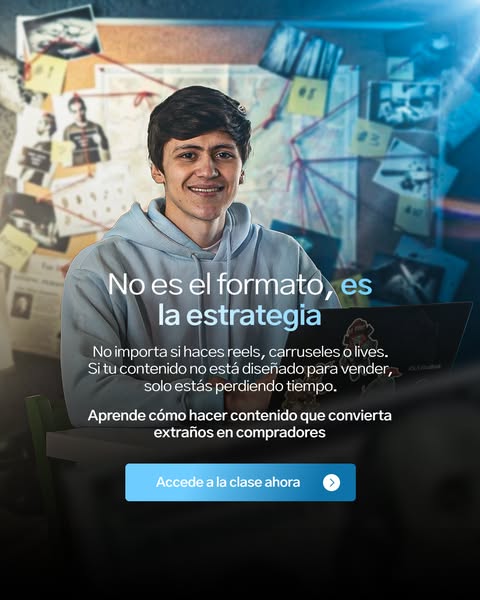 #1
#3
No es el formato, es
la estrategia
No importa si haces reels, carruseles o lives.
Si tu contenido no está diseñado para vender,
solo estás perdiendo tiempo.
Aprende cómo hacer contenido que convierta
extraños en compradores
Accede a la clase ahora